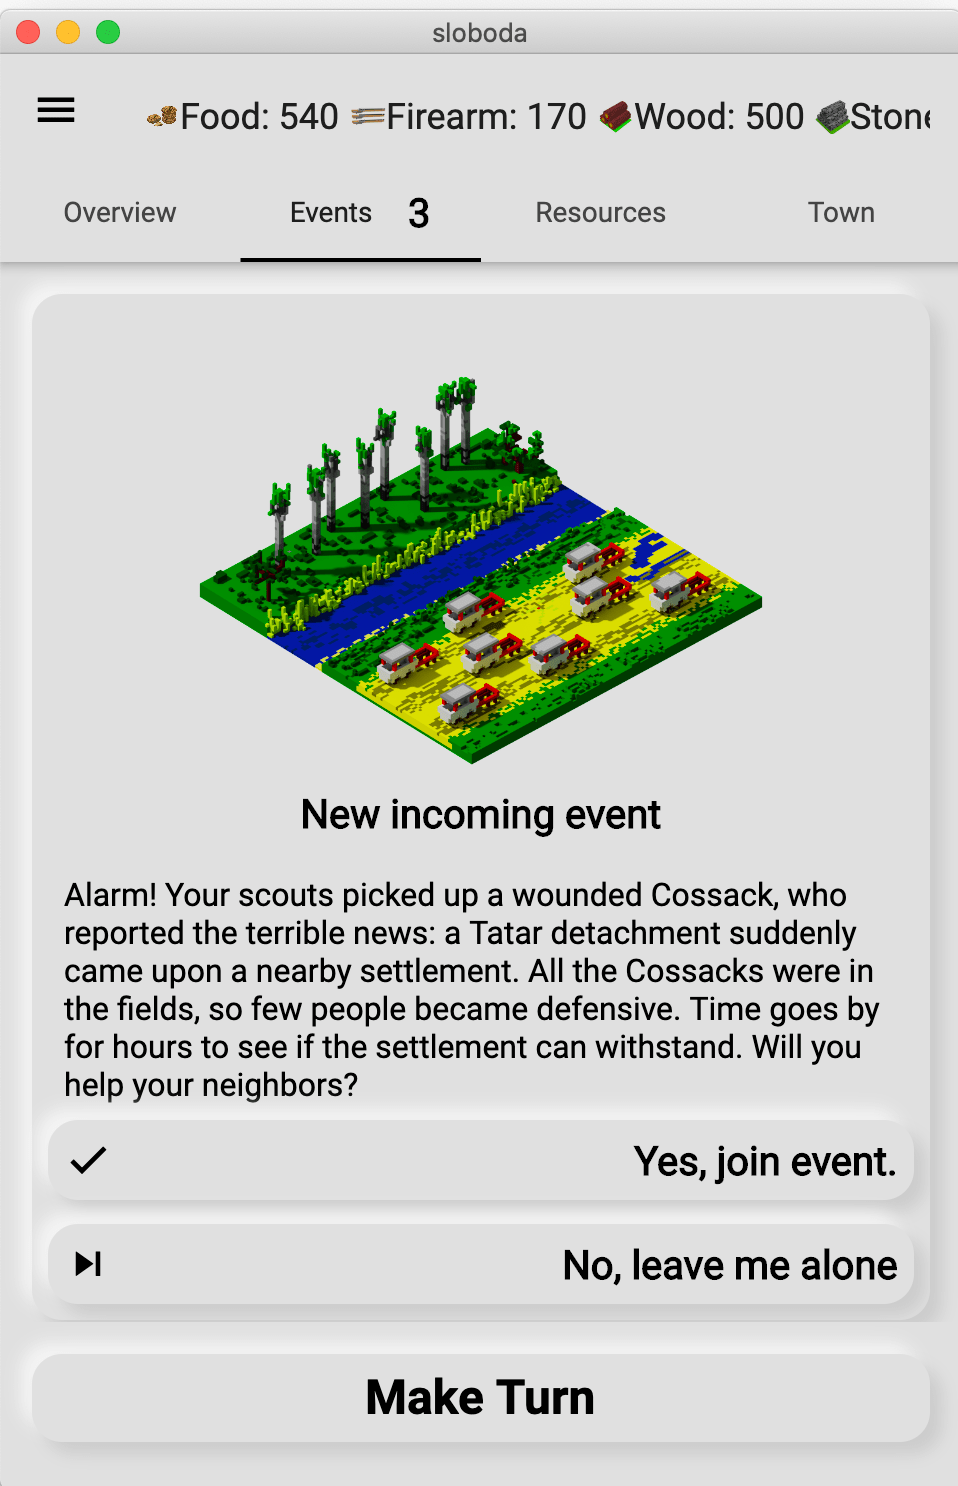 sloboda
Food: 540 Firearm: 170 Wood: 500 Stone
Overview Events 3 Resources Town
New incoming event
Alarm! Your scouts picked up a wounded Cossack, who
reported the terrible news: a Tatar detachment suddenly
came upon a nearby settlement. All the Cossacks were in
the fields, so few people became defensive. Time goes by
for hours to see if the settlement can withstand. Will you
help your neighbors?
Yes, join event.
No, leave me alone
Make Turn